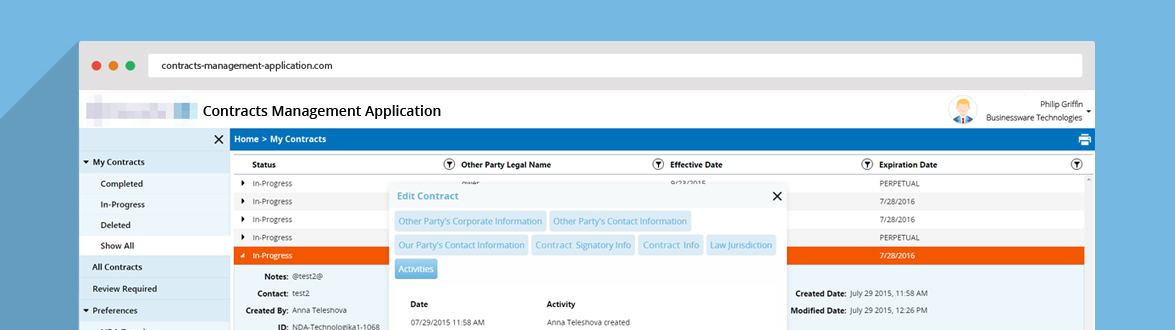 contracts-management-application.com
Contracts Management Application
Philip Griffin
Businessware Technologies
Home > My Contracts
My Contracts
Completed
In-Progress
Deleted
Show All
All Contracts
Review Required
Preferences
Status Other Party Legal Name Effective Date Expiration Date
In-Progress 9/23/2015 PERPETUAL
In-Progress 7/28/2016
In-Progress 7/28/2016
In-Progress PERPETUAL
In-Progress 7/28/2016
Notes: @test2@
Contact: test2
Created By: Anna Teleshova
ID: NDA-Technologika1-1068
Edit Contract
Other Party's Corporate Information Other Party's Contact Information
Our Party's Contact Information Contract Signatory Info Contract Info Law Jurisdiction
Activities
Date Activity
07/29/2015 11:58 AM Anna Teleshova created
Created Date: July 29 2015, 11:58 AM
Modified Date: July 29 2015, 12:26 PM